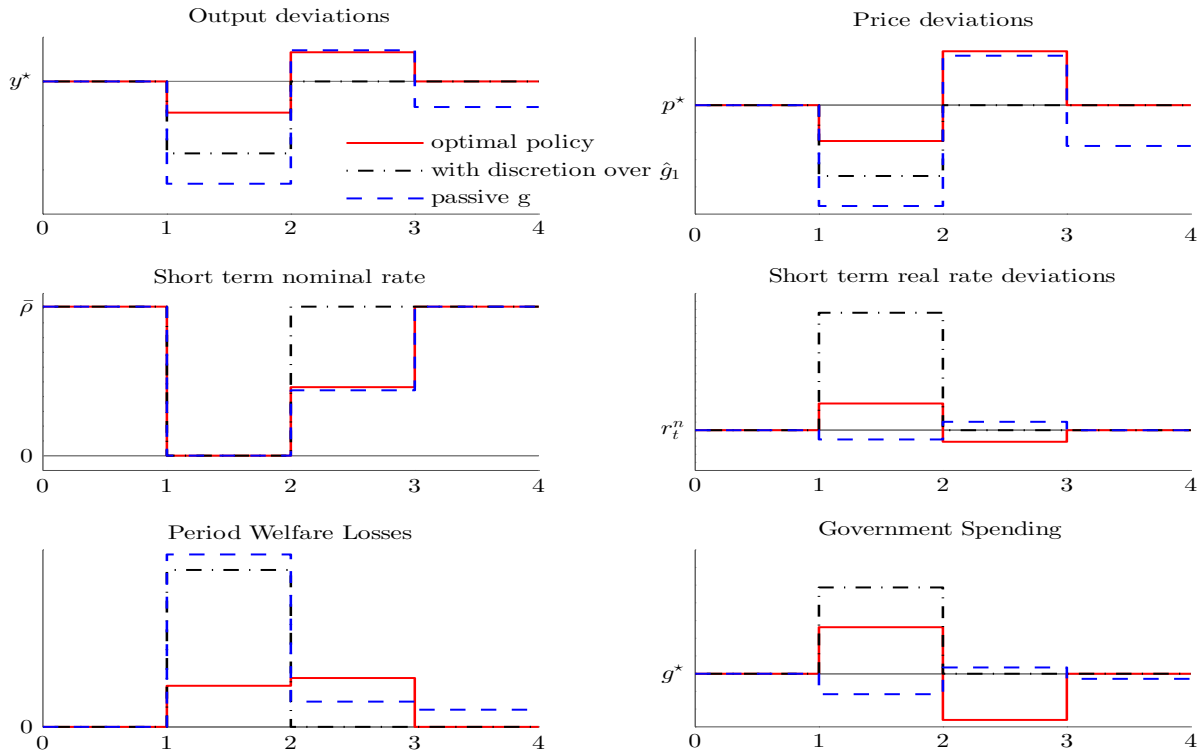 Output deviations
y*
optimal policy
with discretion over ĝ₁
passive g
0 1 2 3 4
Price deviations
p*
0 1 2 3 4
Short term nominal rate
ρ̄
0
0 1 2 3 4
Short term real rate deviations
rₜⁿ
0 1 2 3 4
Period Welfare Losses
0
0 1 2 3 4
Government Spending
g*
0 1 2 3 4